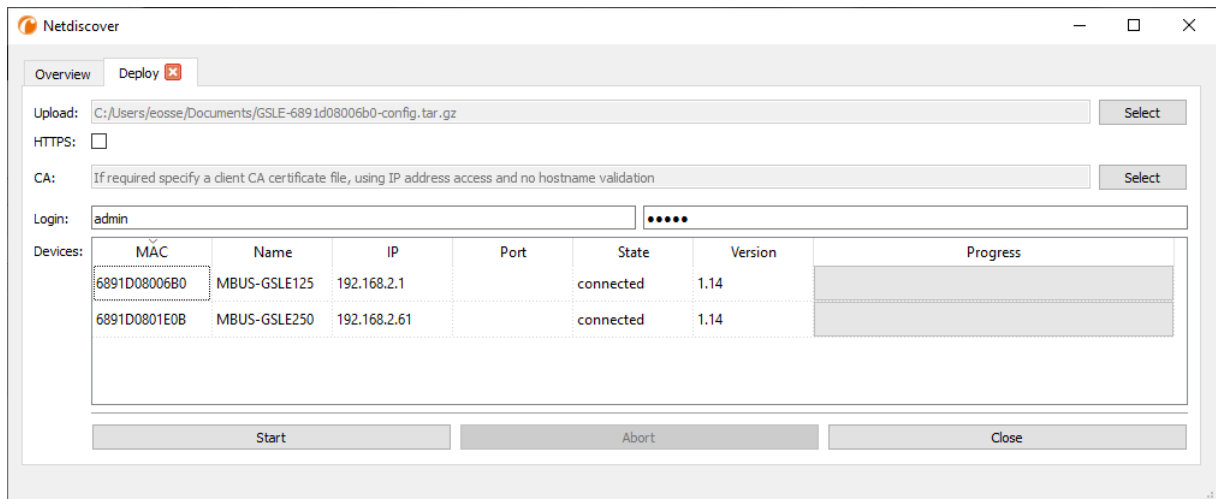 Netdiscover
Overview Deploy
Upload: C:/Users/eosse/Documents/GSLE-6891d08006b0-config.tar.gz Select
HTTPS:
CA: If required specify a client CA certificate file, using IP address access and no hostname validation Select
Login: admin •••••
Devices: MAC Name IP Port State Version Progress
6891D08006B0 MBUS-GSLE125 192.168.2.1 connected 1.14
6891D0801E0B MBUS-GSLE250 192.168.2.61 connected 1.14
Start Abort Close